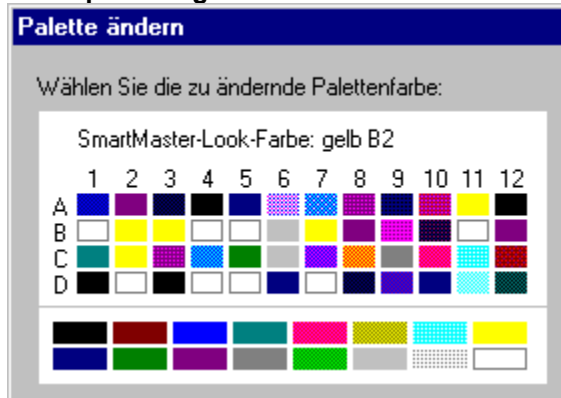 Palette ändern
Wählen Sie die zu ändernde Palettenfarbe:
SmartMaster-Look-Farbe: gelb B2
1 2 3 4 5 6 7 8 9 10 11 12
A
B
C
D